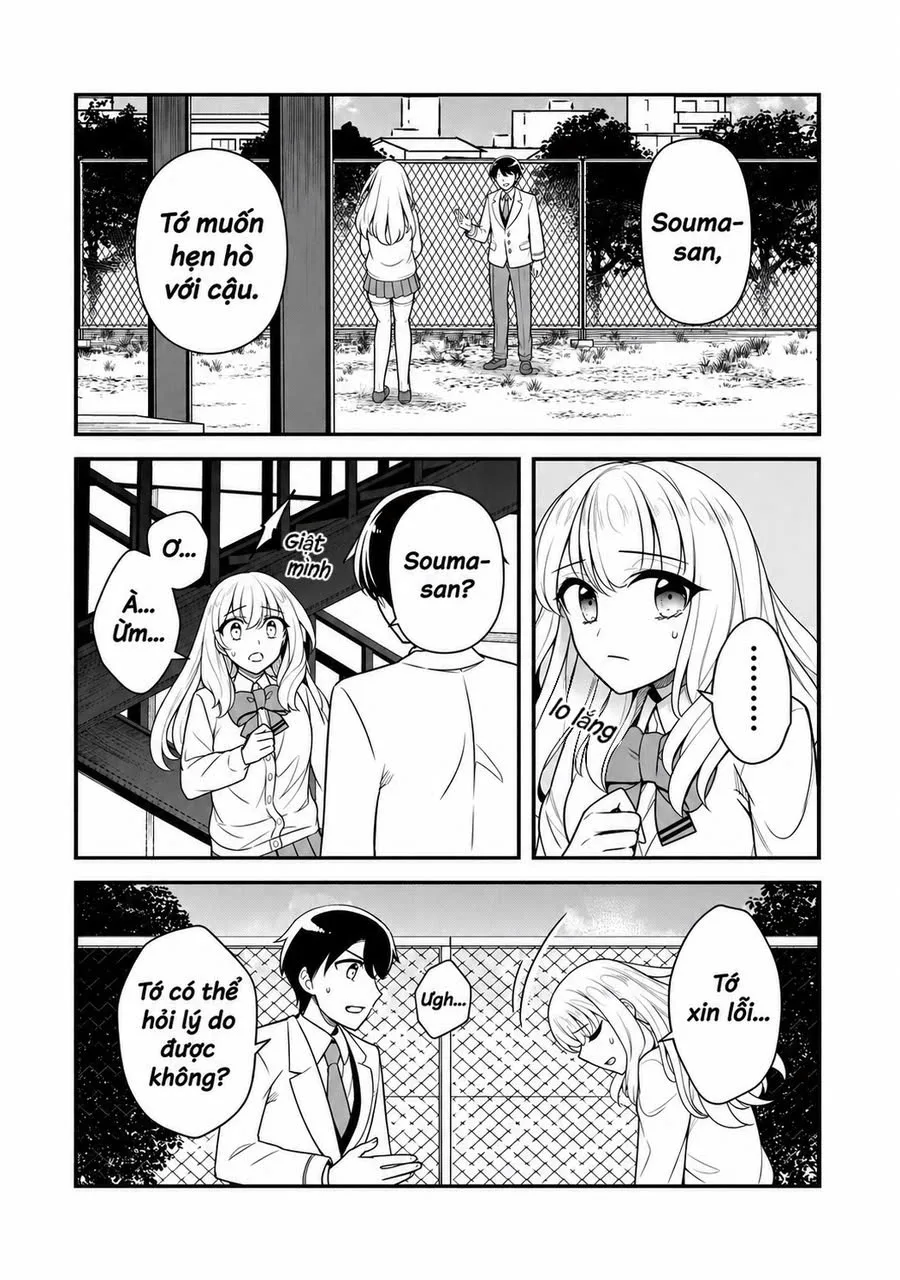 Souma-
san,
Tớ muốn
hẹn hò
với cậu.
........
lo lắng
Souma-
san?
Giật
mình
Ơ...
À...
Ừm...
Tớ
xin lỗi...
Ưgh...
Tớ có thể
hỏi lý do
được
không?